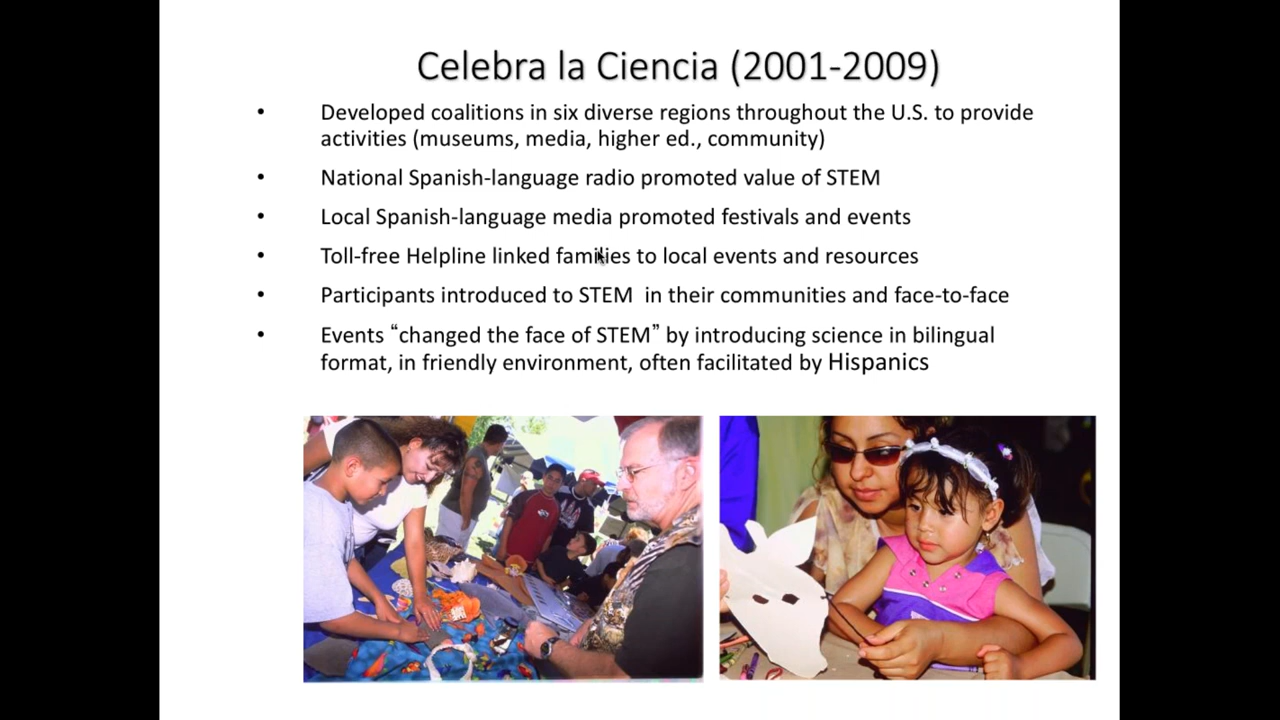 Celebra la Ciencia (2001-2009)
• Developed coalitions in six diverse regions throughout the U.S. to provide
activities (museums, media, higher ed., community)
• National Spanish-language radio promoted value of STEM
• Local Spanish-language media promoted festivals and events
• Toll-free Helpline linked families to local events and resources
• Participants introduced to STEM  in their communities and face-to-face
• Events “changed the face of STEM” by introducing science in bilingual
format, in friendly environment, often facilitated by Hispanics